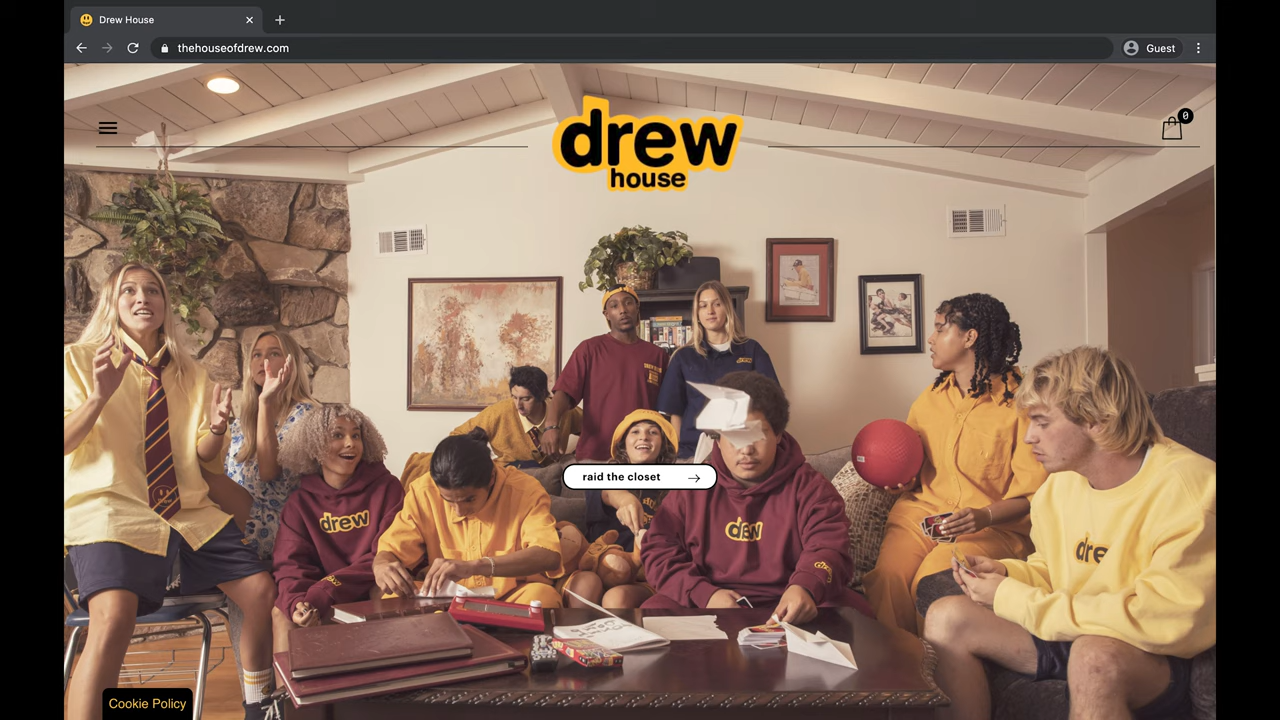 Drew House
thehouseofdrew.com
Guest
0
drew
house
raid the closet
drew
drew
dre
Cookie Policy